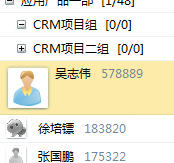 应用产品一部 [1/48]
CRM项目组 [0/0]
CRM项目二组 [0/0]
吴志伟 578889
徐培镖 183820
张国鹏 175322